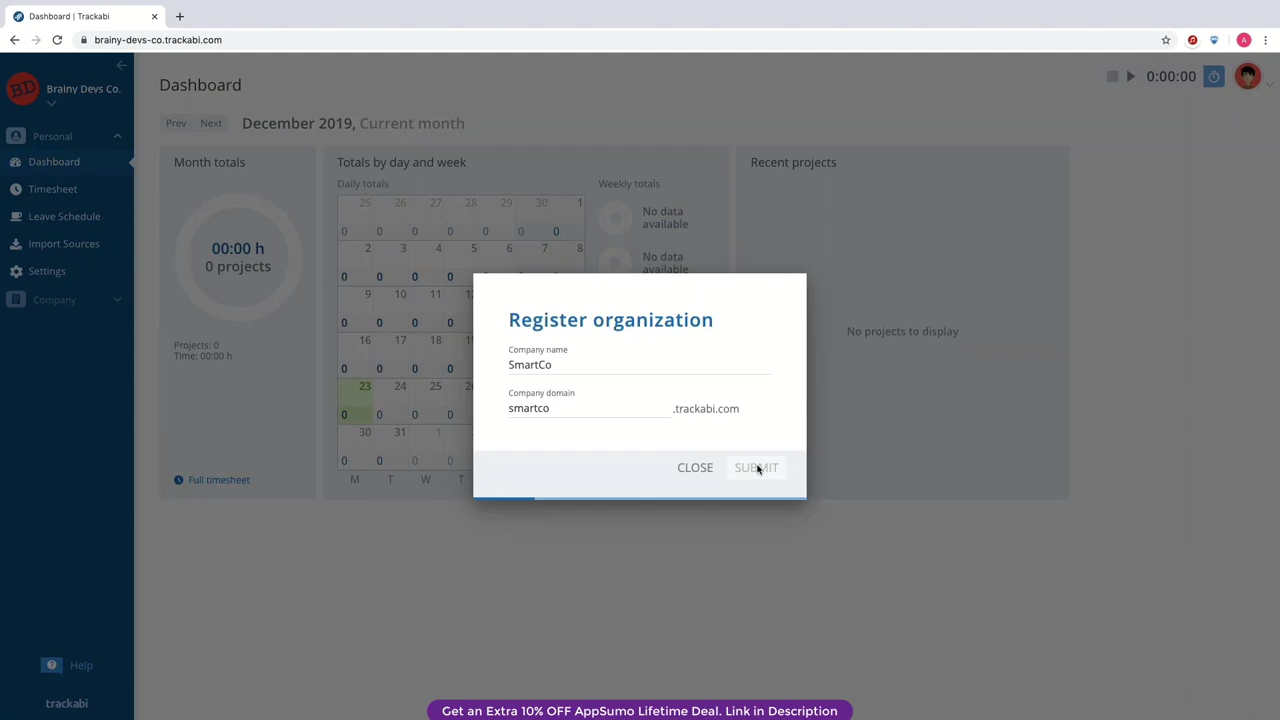 Dashboard | Trackabi
brainy-devs-co.trackabi.com
A
BD
Brainy Devs Co.
Personal
Dashboard
Timesheet
Leave Schedule
Import Sources
Settings
Company
Help
trackabi
Dashboard
0:00:00
Prev Next December 2019, Current month
Month totals
00:00 h
0 projects
Projects: 0
Time: 00:00 h
Full timesheet
Totals by day and week
Daily totals
25 26 27 28 29 30 1
0 0 0 0 0 0 0
2 3 4 5 6 7 8
0 0 0 0
9 10 11
0 0 0 0
16 17 18
0 0 0 0
23 24 25
0 0 0 0
30 31 1
0 0 0 0
M T W T
Weekly totals
No data
available
No data
available
Recent projects
No projects to display
Register organization
Company name
SmartCo
Company domain
smartco .trackabi.com
CLOSE SUBMIT
Get an Extra 10% OFF AppSumo Lifetime Deal. Link in Description